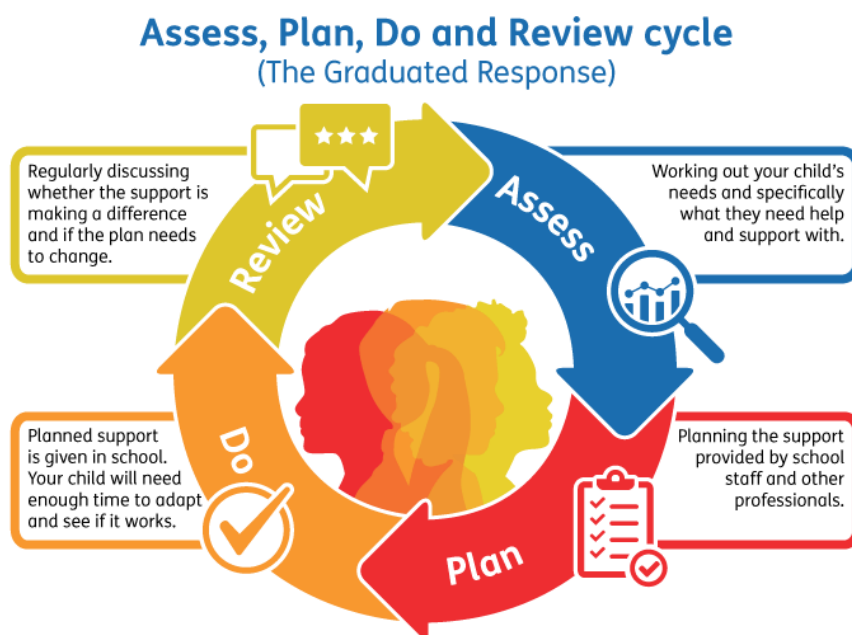 Assess, Plan, Do and Review cycle
(The Graduated Response)
Regularly discussing
whether the support is
making a difference
and if the plan needs
to change.
Review
Assess
Working out your child's
needs and specifically
what they need help
and support with.
Planned support
is given in school.
Your child will need
enough time to adapt
and see if it works.
Do
Plan
Planning the support
provided by school
staff and other
professionals.